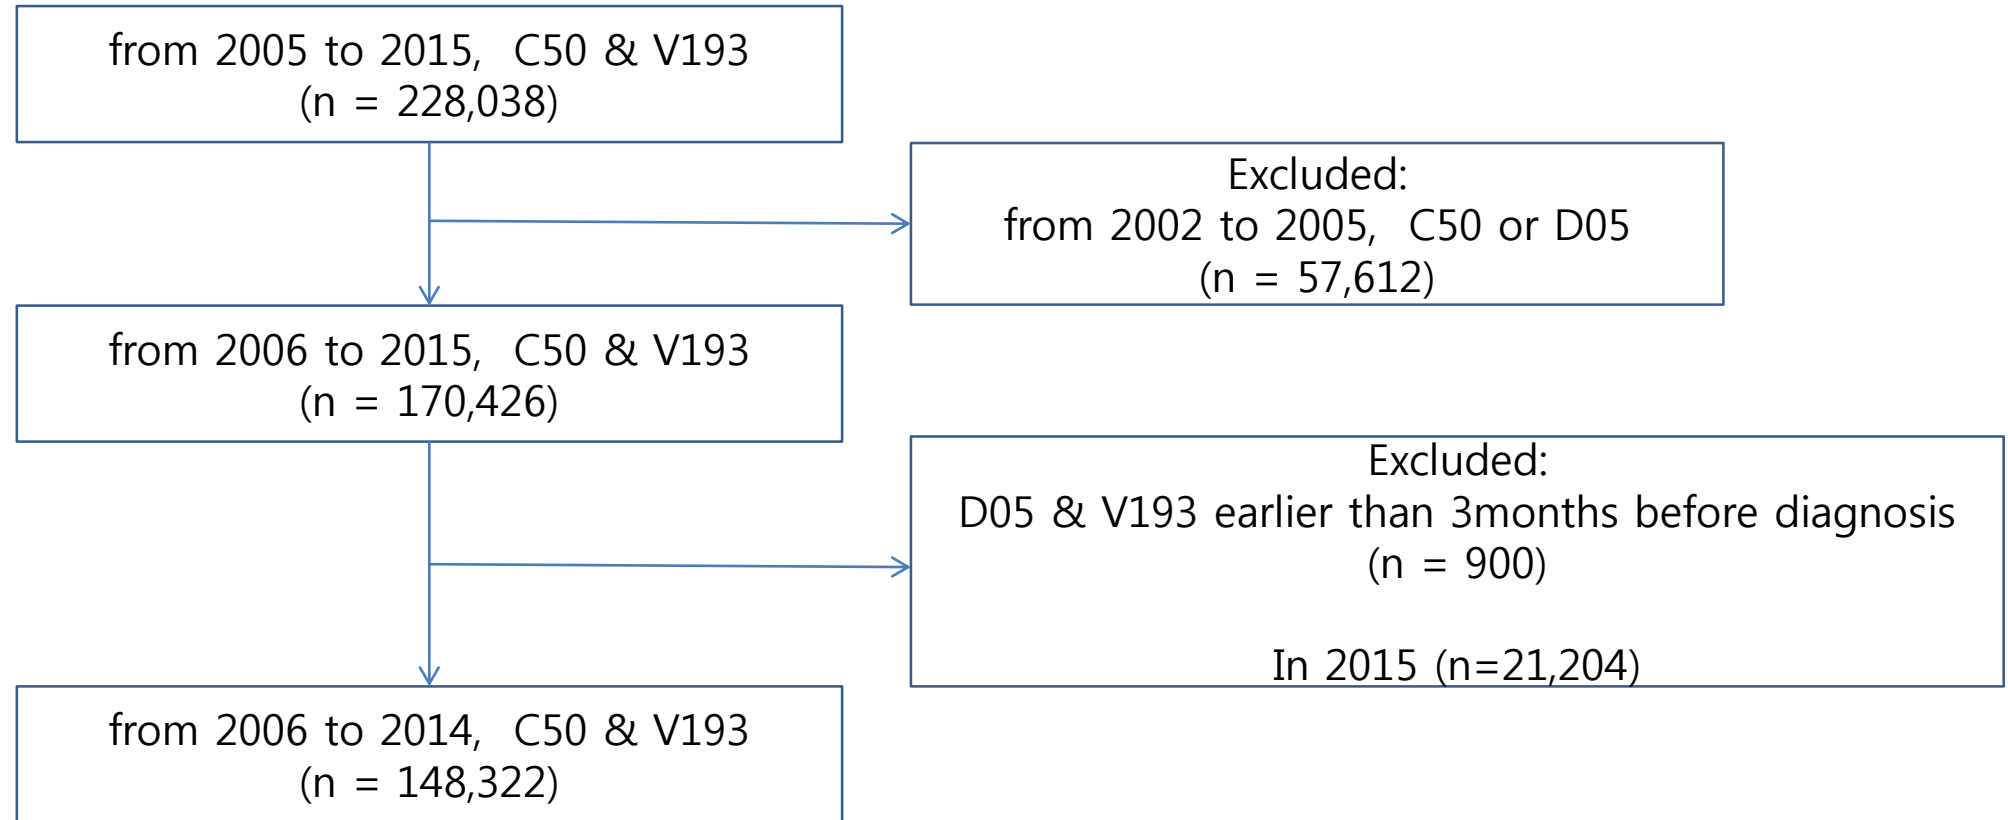 from 2005 to 2015, C50 & V193
(n = 228,038)
Excluded:
from 2002 to 2005, C50 or D05
(n = 57,612)
from 2006 to 2015, C50 & V193
(n = 170,426)
Excluded:
D05 & V193 earlier than 3months before diagnosis
(n = 900)
In 2015 (n=21,204)
from 2006 to 2014, C50 & V193
(n = 148,322)